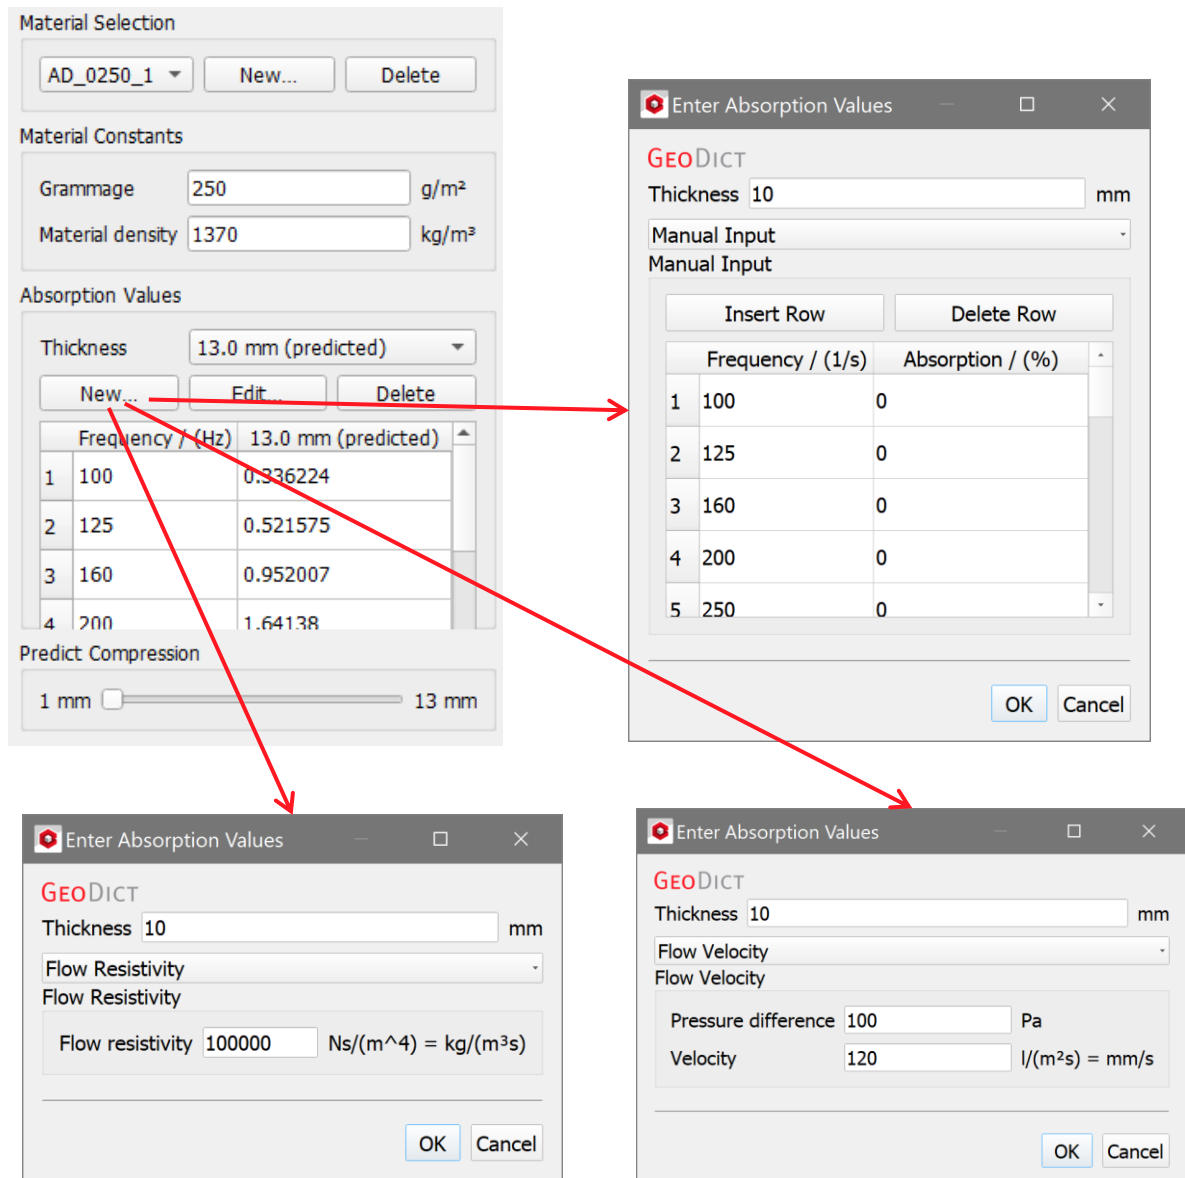 Material Selection
AD_0250_1 New... Delete
Material Constants
Grammage 250 g/m²
Material density 1370 kg/m³
Absorption Values
Thickness 13.0 mm (predicted)
New... Edit... Delete
Frequency / (Hz) 13.0 mm (predicted)
1 100 0.336224
2 125 0.521575
3 160 0.952007
4 200 1.64138
Predict Compression
1 mm 13 mm
Enter Absorption Values
GEODICT
Thickness 10 mm
Manual Input
Manual Input
Insert Row Delete Row
Frequency / (1/s) Absorption / (%)
1 100 0
2 125 0
3 160 0
4 200 0
5 250 0
OK Cancel
Enter Absorption Values
GEODICT
Thickness 10 mm
Flow Resistivity
Flow Resistivity
Flow resistivity 100000 Ns/(m^4) = kg/(m³s)
OK Cancel
Enter Absorption Values
GEODICT
Thickness 10 mm
Flow Velocity
Flow Velocity
Pressure difference 100 Pa
Velocity 120 l/(m²s) = mm/s
OK Cancel